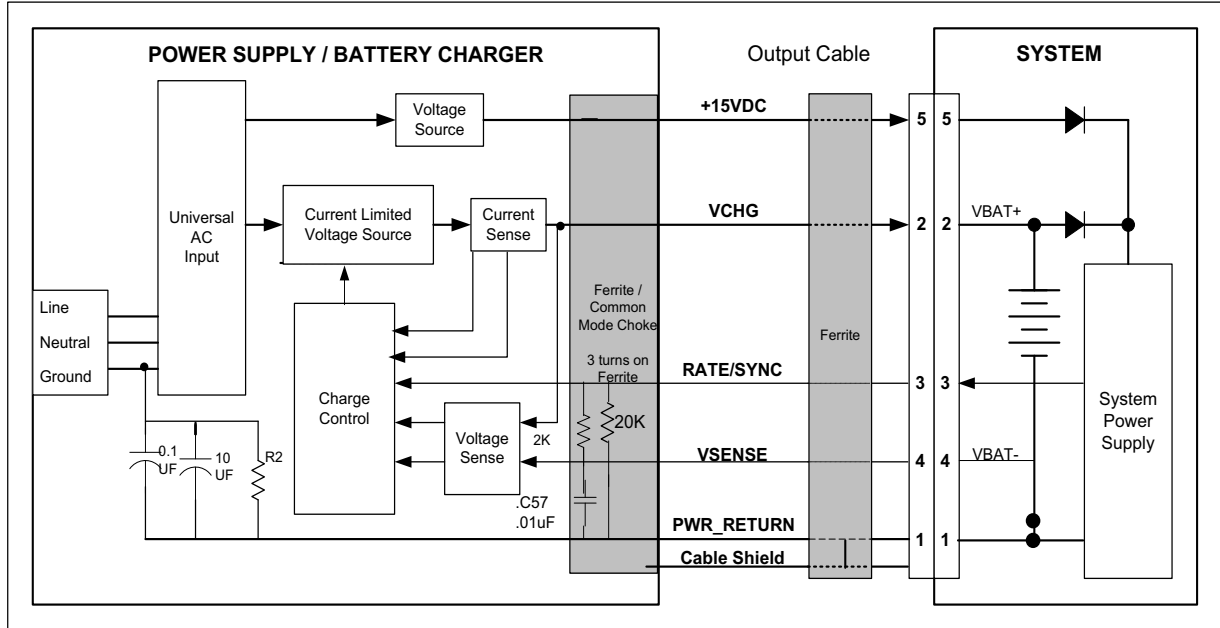 POWER SUPPLY / BATTERY CHARGER
Output Cable
SYSTEM
Voltage
Source
+15VDC
5
5
Universal
AC
Input
Current Limited
Voltage Source
Current
Sense
VCHG
2
2
VBAT+
Line
Neutral
Ground
Ferrite /
Common
Mode Choke
3 turns on
Ferrite
Ferrite
RATE/SYNC
3
3
Charge
Control
20K
2K
Voltage
Sense
VSENSE
4
4
VBAT-
System
Power
Supply
0.1
UF
10
UF
R2
.C57
.01uF
PWR_RETURN
1
1
Cable Shield